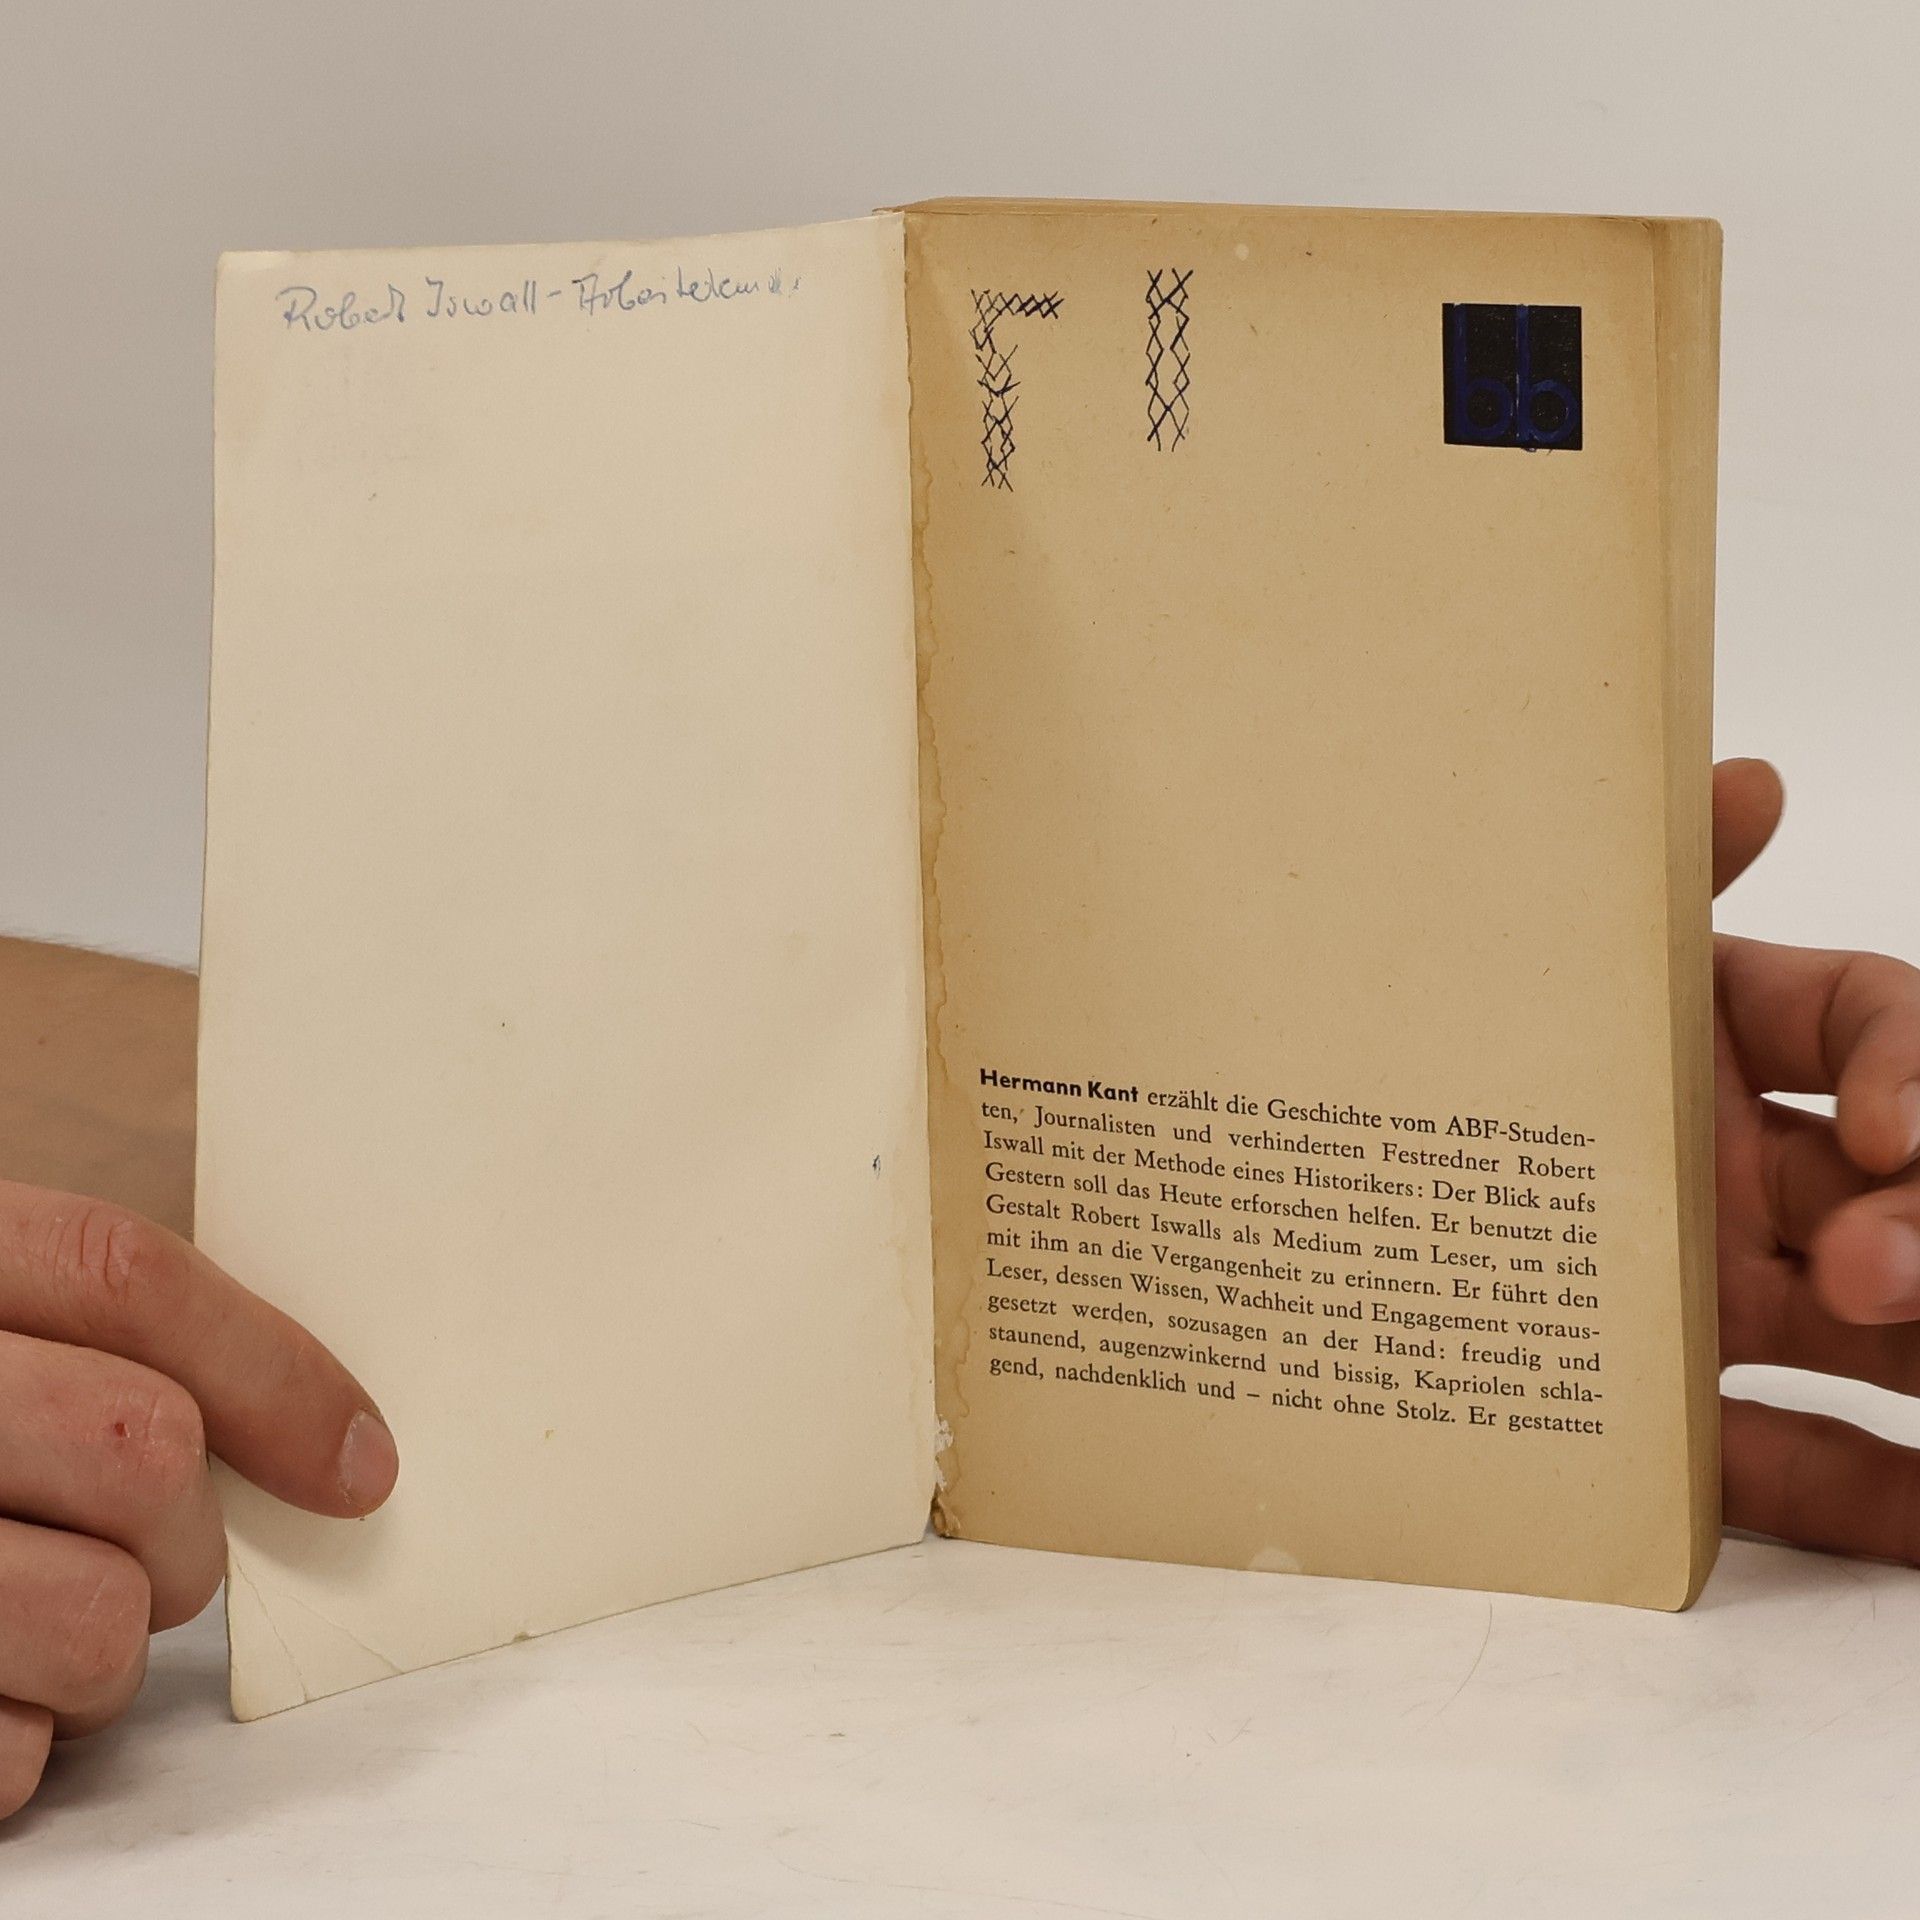 Robert Iswall -
bb
Hermann Kant erzählt die Geschichte vom ABF-Studen-
ten, Journalisten und verhinderten Festredner Robert
Iswall mit der Methode eines Historikers: Der Blick aufs
Gestern soll das Heute erforschen helfen. Er benutzt die
Gestalt Robert Iswalls als Medium zum Leser, um sich
mit ihm an die Vergangenheit zu erinnern. Er führt den
Leser, dessen Wissen, Wachheit und Engagement voraus-
gesetzt werden, sozusagen an der Hand: freudig und
staunend, augenzwinkernd und bissig, Kapriolen schla-
gend, nachdenklich und – nicht ohne Stolz. Er gestattet